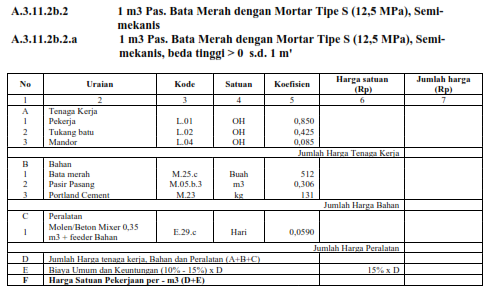 A.3.11.2b.2 1 m3 Pas. Bata Merah dengan Mortar Tipe S (12,5 MPa), Semi-
mekanis
A.3.11.2b.2.a 1 m3 Pas. Bata Merah dengan Mortar Tipe S (12,5 MPa), Semi-
mekanis, beda tinggi > 0 s.d. 1 m'
No Uraian Kode Satuan Koefisien Harga satuan (Rp) Jumlah harga (Rp)
1 2 3 4 5 6 7
A Tenaga Kerja
1 Pekerja L.01 OH 0,850
2 Tukang batu L.02 OH 0,425
3 Mandor L.04 OH 0,085
Jumlah Harga Tenaga Kerja
B Bahan
1 Bata merah M.25.c Buah 512
2 Pasir Pasang M.05.b.3 m3 0,306
3 Portland Cement M.23 kg 131
Jumlah Harga Bahan
C Peralatan
1 Molen/Beton Mixer 0,35 m3 + feeder Bahan E.29.c Hari 0,0590
Jumlah Harga Peralatan
D Jumlah Harga tenaga kerja, Bahan dan Peralatan (A+B+C)
E Biaya Umum dan Keuntungan (10% - 15%) x D 15% x D
F Harga Satuan Pekerjaan per - m3 (D+E)